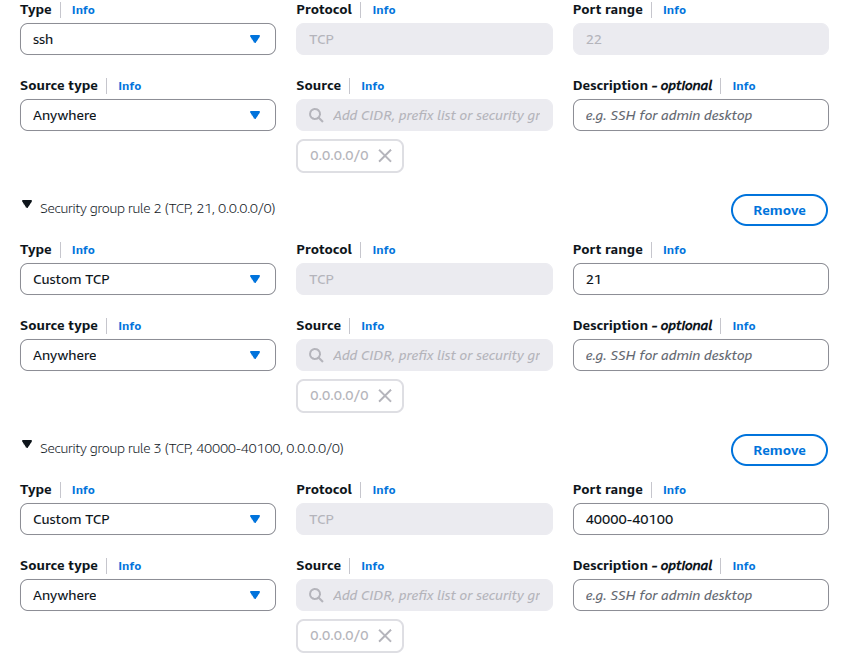 Type Info Protocol Info Port range Info
ssh TCP 22
Source type Info Source Info Description – optional Info
Anywhere Add CIDR, prefix list or security gr e.g. SSH for admin desktop
0.0.0.0/0
Security group rule 2 (TCP, 21, 0.0.0.0/0) Remove
Type Info Protocol Info Port range Info
Custom TCP TCP 21
Source type Info Source Info Description – optional Info
Anywhere Add CIDR, prefix list or security gr e.g. SSH for admin desktop
0.0.0.0/0
Security group rule 3 (TCP, 40000-40100, 0.0.0.0/0) Remove
Type Info Protocol Info Port range Info
Custom TCP TCP 40000-40100
Source type Info Source Info Description – optional Info
Anywhere Add CIDR, prefix list or security gr e.g. SSH for admin desktop
0.0.0.0/0